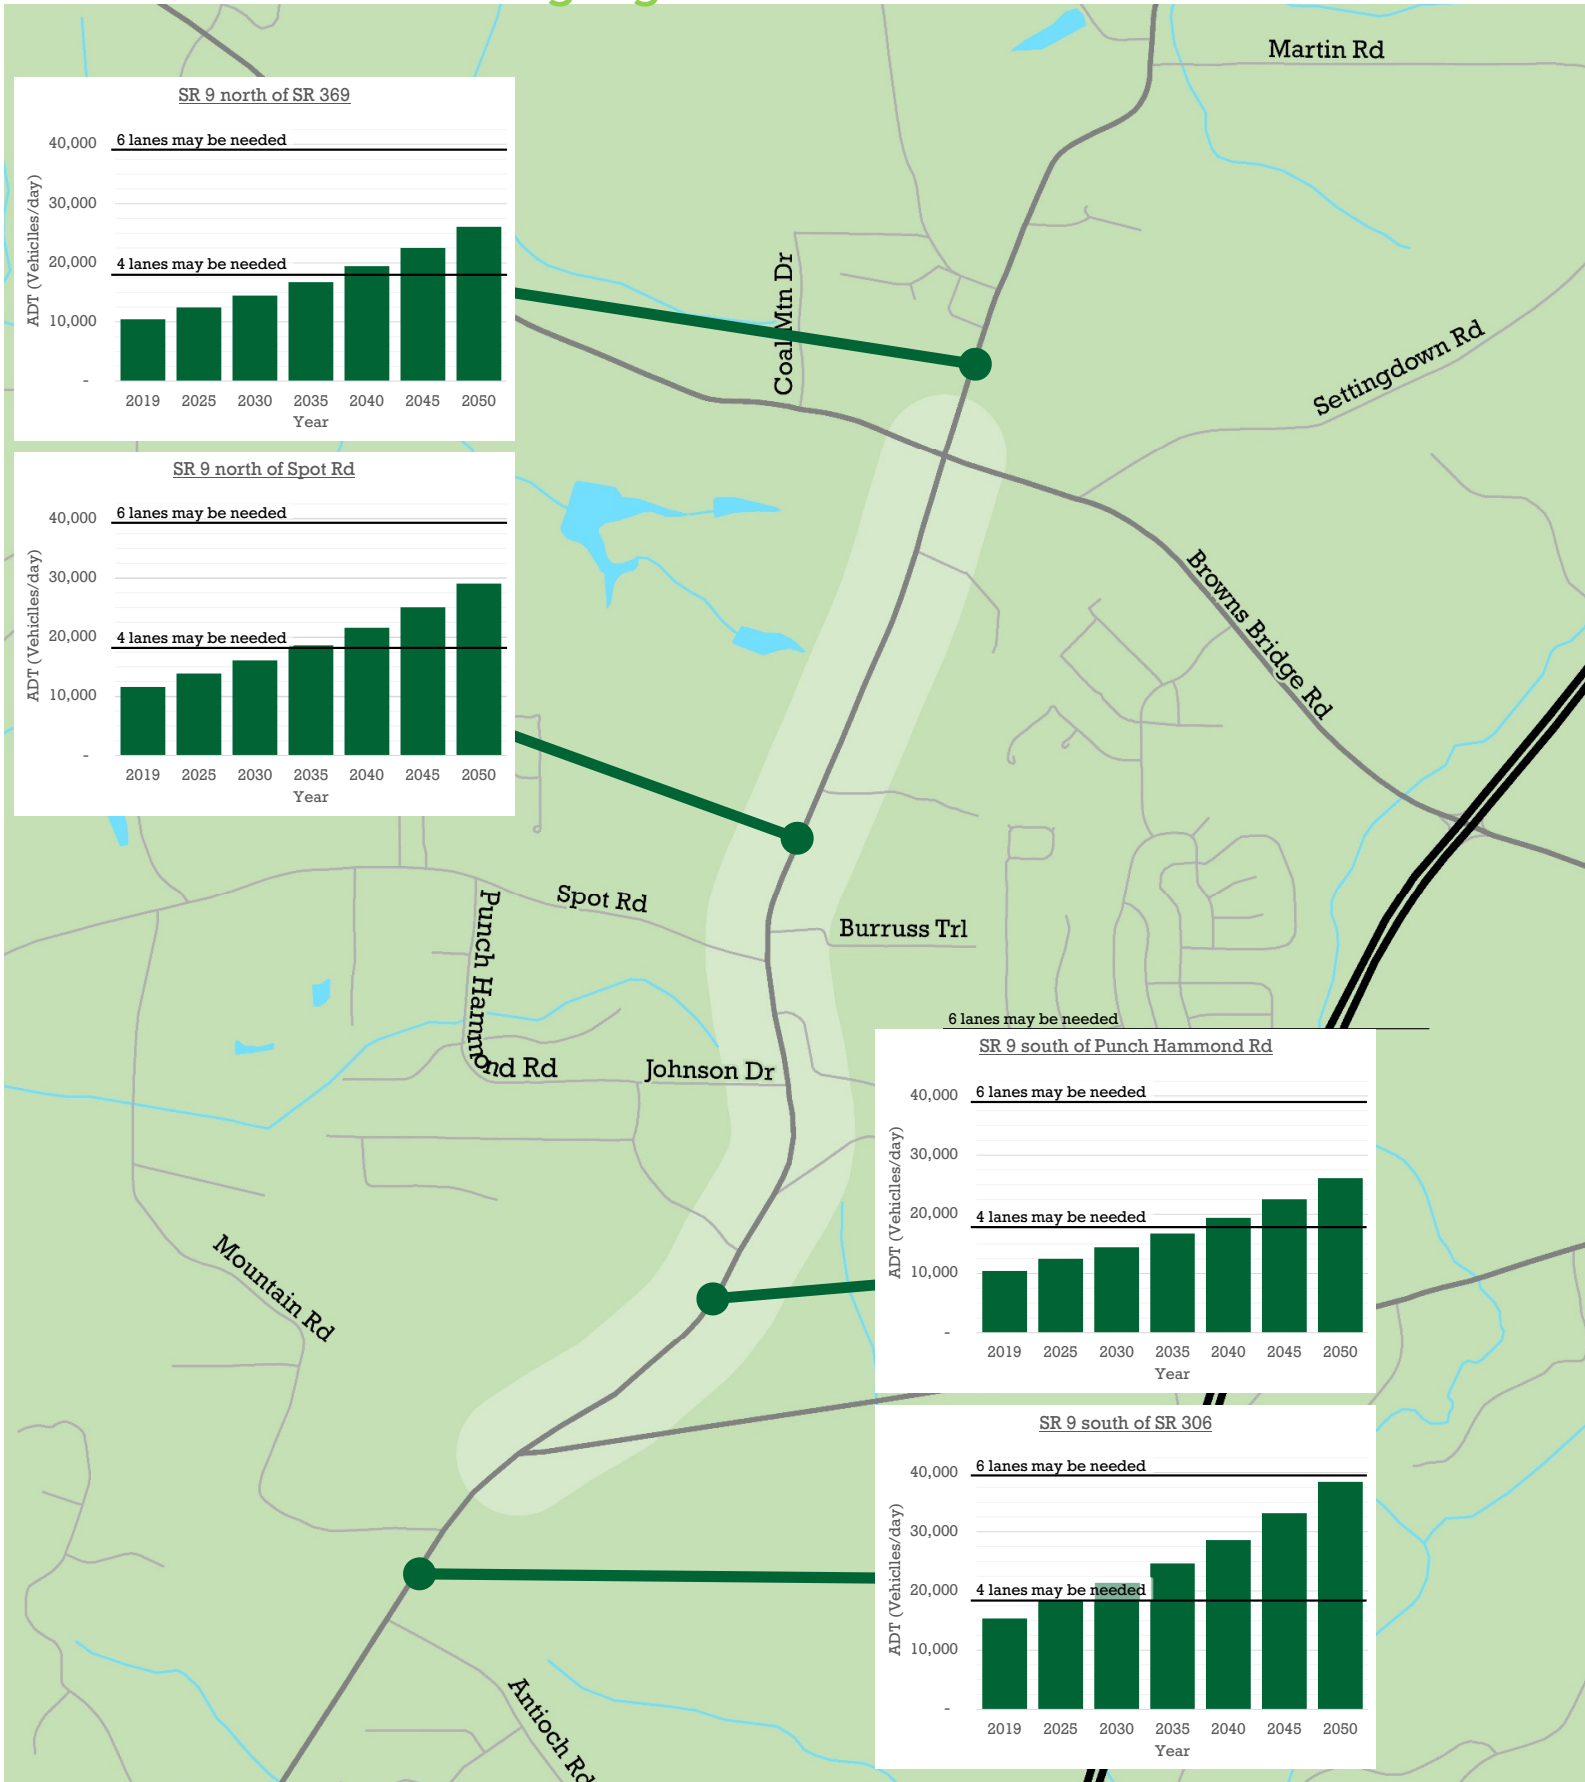 Martin Rd
SR 9 north of SR 369
ADT (Vehiclles/day)
40,000
30,000
20,000
10,000
-
6 lanes may be needed
4 lanes may be needed
2019 2025 2030 2035 2040 2045 2050
Year
Coal Mtn Dr
Settingdown Rd
SR 9 north of Spot Rd
ADT (Vehiclles/day)
40,000
30,000
20,000
10,000
-
6 lanes may be needed
4 lanes may be needed
2019 2025 2030 2035 2040 2045 2050
Year
Browns Bridge Rd
Spot Rd
Punch Hammond Rd
Burruss Trl
Johnson Dr
6 lanes may be needed
SR 9 south of Punch Hammond Rd
ADT (Vehiclles/day)
40,000
30,000
20,000
10,000
-
6 lanes may be needed
4 lanes may be needed
2019 2025 2030 2035 2040 2045 2050
Year
Mountain Rd
SR 9 south of SR 306
ADT (Vehiclles/day)
40,000
30,000
20,000
10,000
-
6 lanes may be needed
4 lanes may be needed
2019 2025 2030 2035 2040 2045 2050
Year
Antioch Rd